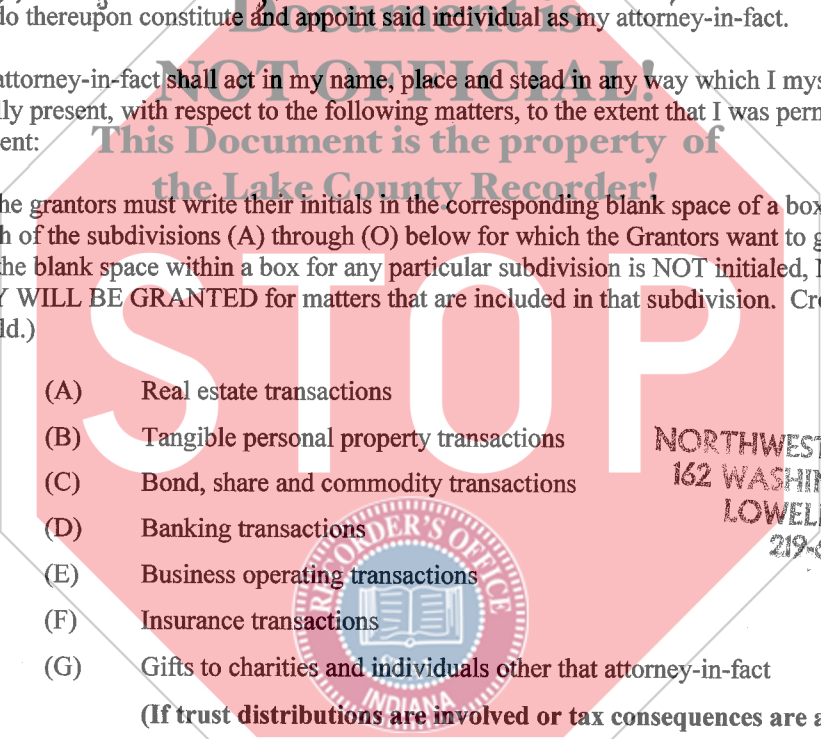 do thereupon constitute and appoint said individual as my attorney-in-fact.
Document is
attorney-in-fact shall act in my name, place and stead in any way which I mys
NOT OFFICIAL!
lly present, with respect to the following matters, to the extent that I was perm
ent:
This Document is the property of
the Lake County Recorder!
he grantors must write their initials in the corresponding blank space of a box
h of the subdivisions (A) through (O) below for which the Grantors want to g
the blank space within a box for any particular subdivision is NOT initialed,
Y WILL BE GRANTED for matters that are included in that subdivision. Cr
ld.)
STOP
(A) Real estate transactions
(B) Tangible personal property transactions
(C) Bond, share and commodity transactions
(D) Banking transactions
(E) Business operating transactions
(F) Insurance transactions
(G) Gifts to charities and individuals other that attorney-in-fact
(If trust distributions are involved or tax consequences are a
NORTHWEST
162 WASHIN
LOWELL
219-
RECORDER'S OFFICE
INDIANA